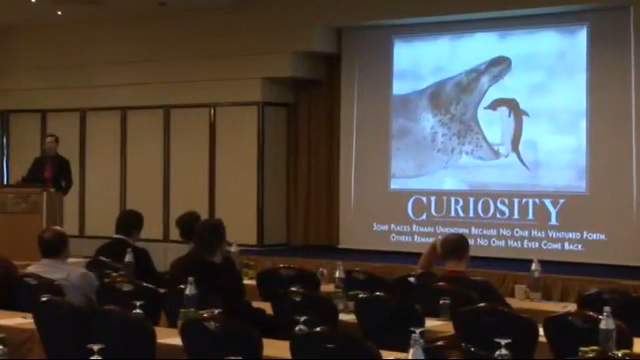 CURIOSITY
SOME PLACES REMAIN UNKNOWN BECAUSE NO ONE HAS VENTURED FORTH.
OTHERS REMAIN SE NO ONE HAS EVER COME BACK.